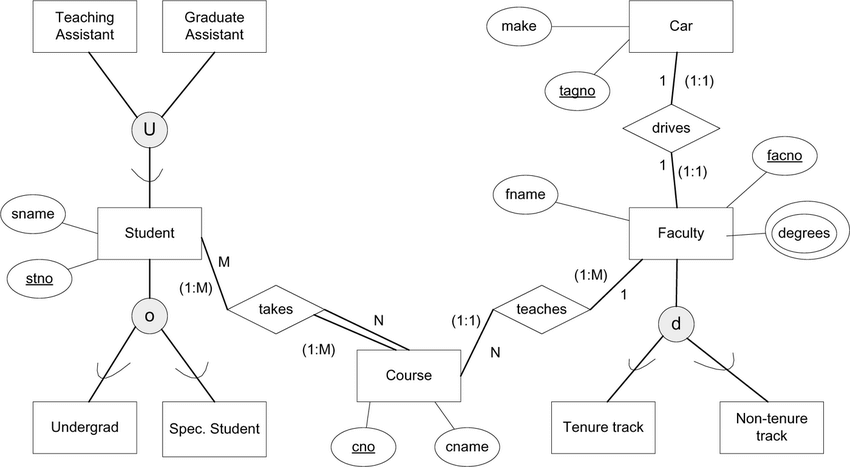 Teaching
Assistant
Graduate
Assistant
make
Car
tagno
1
(1:1)
U
drives
1
(1:1)
facno
fname
sname
Student
Faculty
degrees
stno
M
(1:M)
(1:M)
1
takes
teaches
N
(1:1)
o
d
(1:M)
N
Course
Undergrad
Spec. Student
Tenure track
Non-tenure
track
cno
cname